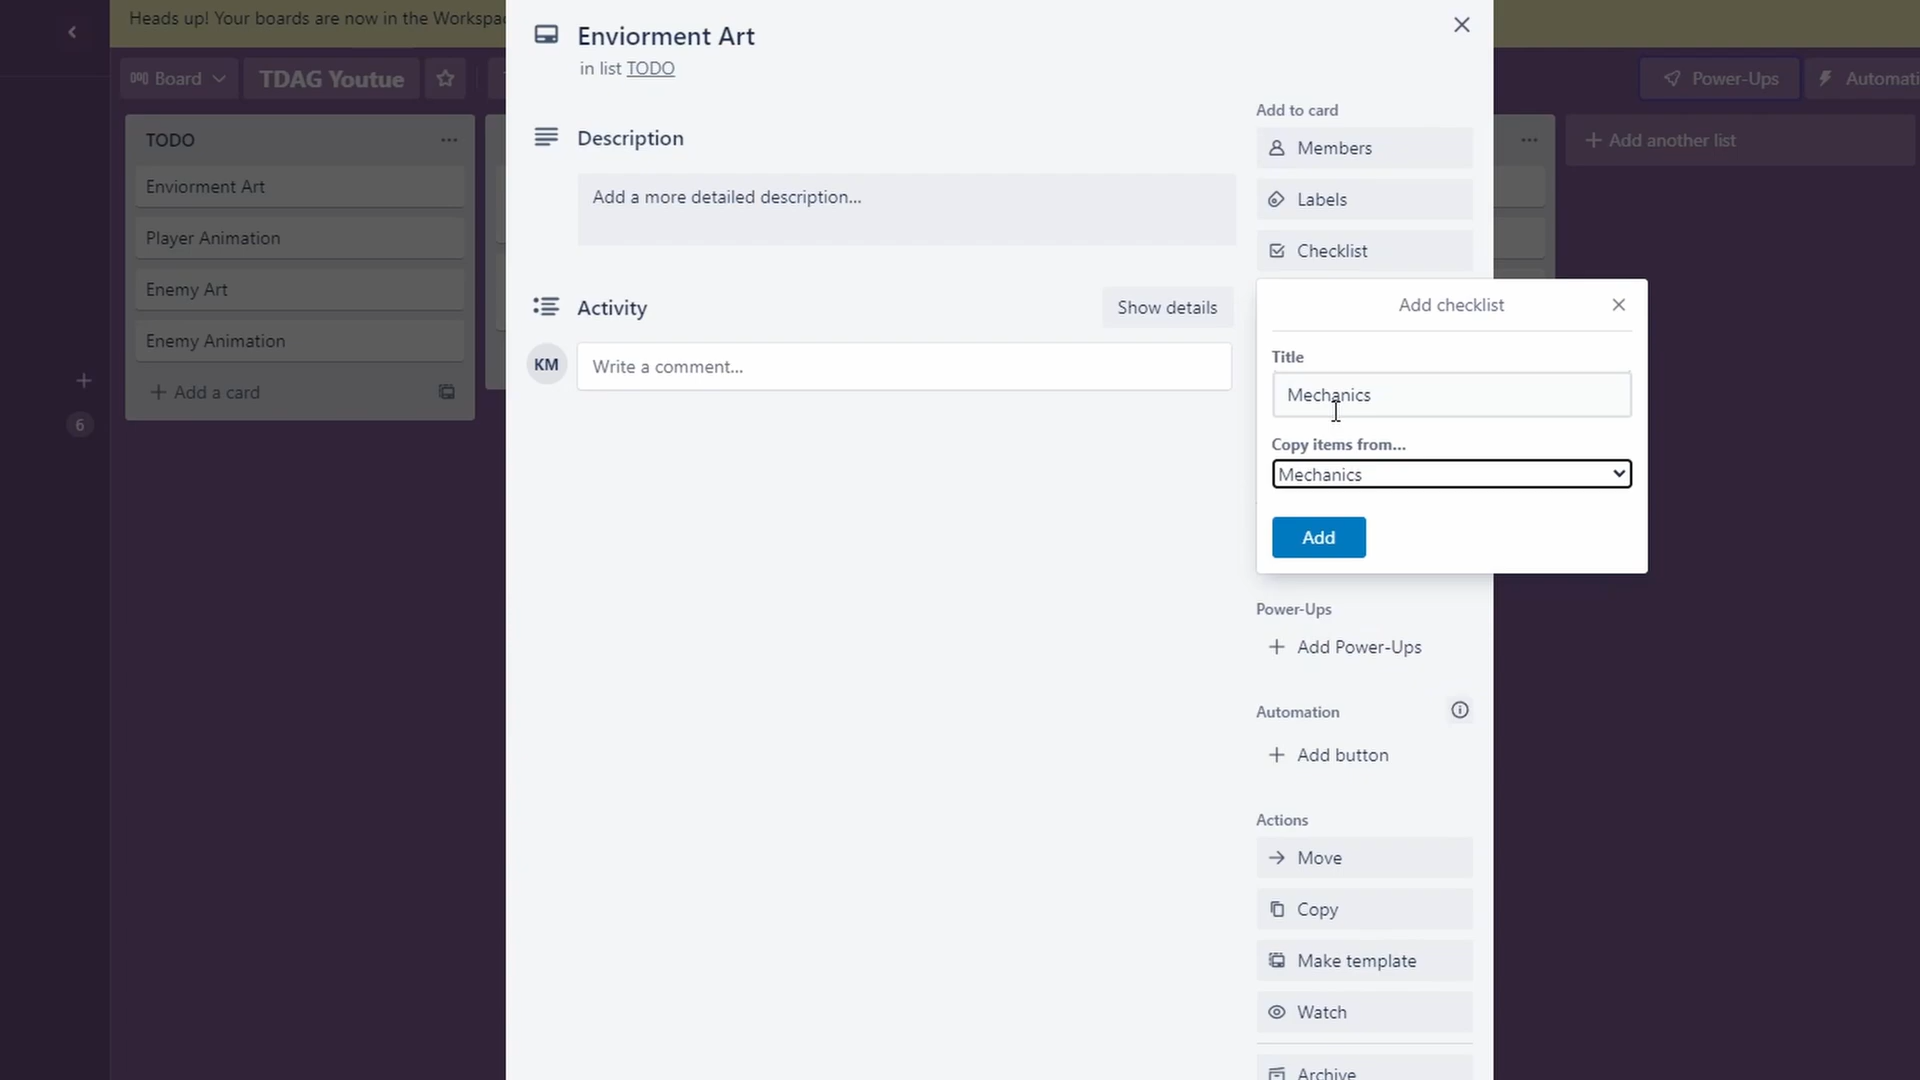 Heads up! Your boards are now in the Workspa
Board
TDAG Youtue
Power-Ups
Automati
TODO
Enviorment Art
Player Animation
Enemy Art
Enemy Animation
+ Add a card
6
Enviorment Art
in list TODO
Description
Add a more detailed description...
Activity
Show details
KM
Write a comment...
Add to card
Members
Labels
Checklist
Add checklist
Title
Mechanics
Copy items from...
Mechanics
Add
Power-Ups
+ Add Power-Ups
Automation
+ Add button
Actions
Move
Copy
Make template
Watch
Archive
+ Add another list